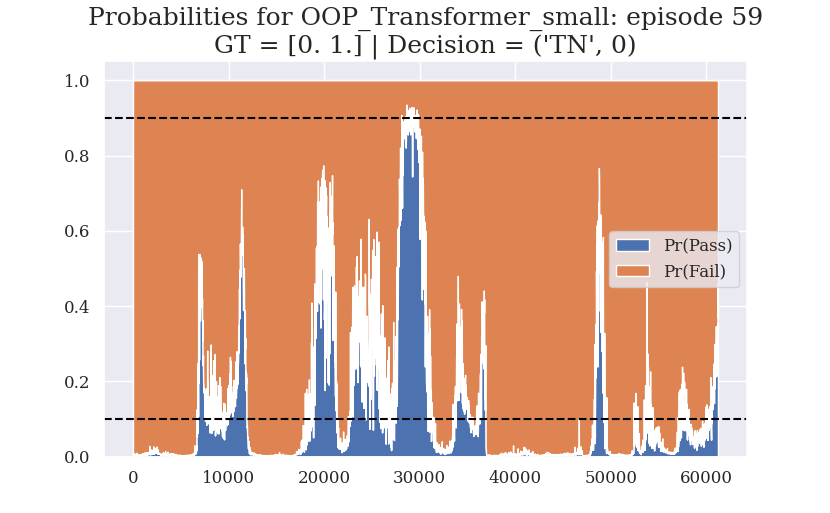 Probabilities for OOP_Transformer_small: episode 59
GT = [0. 1.] | Decision = ('TN', 0)
1.0
0.8
0.6
0.4
0.2
0.0
Pr(Pass)
Pr(Fail)
0 10000 20000 30000 40000 50000 60000